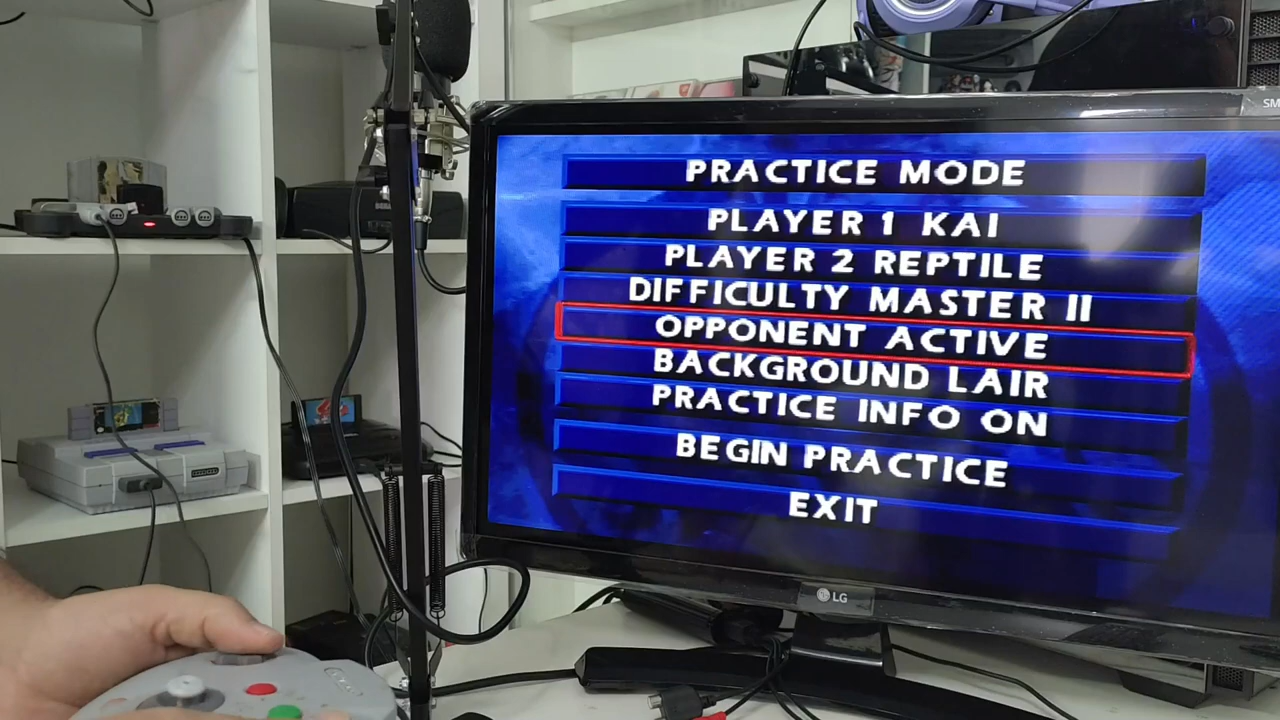 SM
PRACTICE MODE
PLAYER 1 KAI
PLAYER 2 REPTILE
DIFFICULTY MASTER II
OPPONENT ACTIVE
BACKGROUND LAIR
PRACTICE INFO ON
BEGIN PRACTICE
EXIT
LG